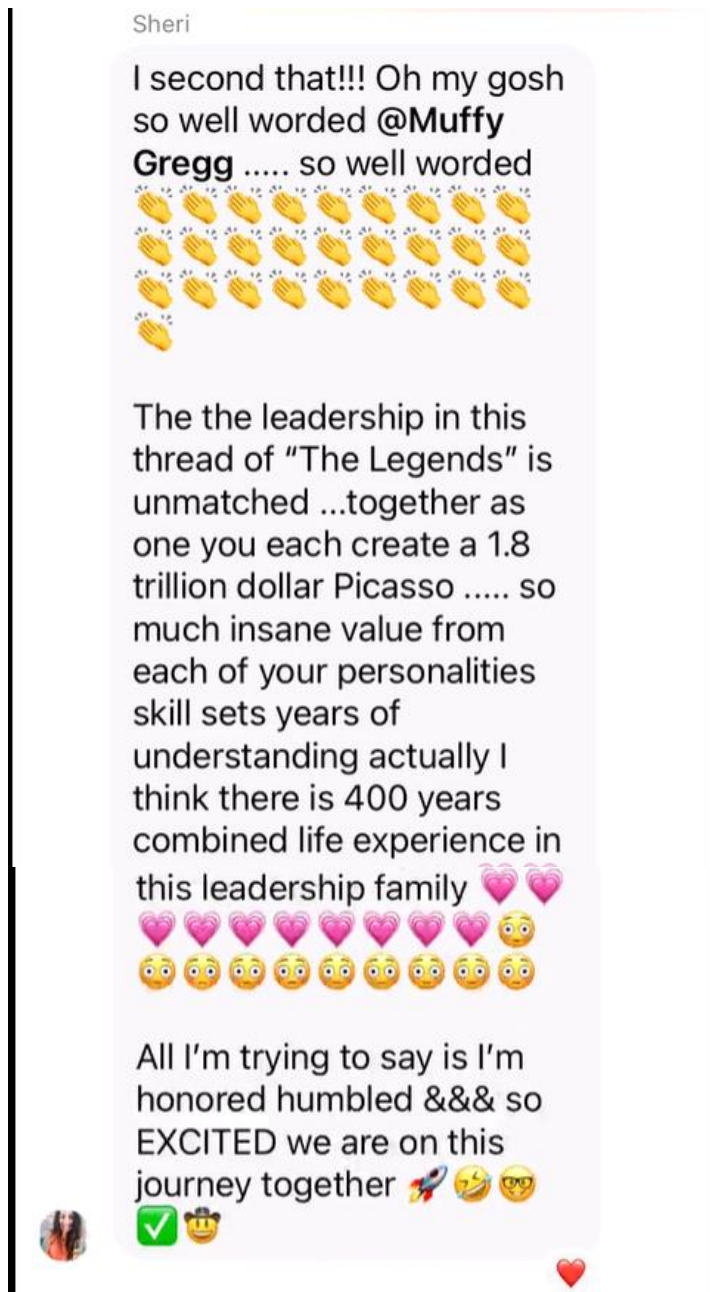 Sheri
I second that!!! Oh my gosh
so well worded @Muffy
Gregg ..... so well worded
👏👏👏👏👏👏👏👏👏
👏👏👏👏👏👏👏👏👏
👏👏👏👏👏👏👏👏👏
👏
The the leadership in this
thread of “The Legends” is
unmatched ...together as
one you each create a 1.8
trillion dollar Picasso ..... so
much insane value from
each of your personalities
skill sets years of
understanding actually I
think there is 400 years
combined life experience in
this leadership family 💗💗
💗💗💗💗💗💗💗💗😳
😳😳😳😳😳😳😳😳😳
All I’m trying to say is I’m
honored humbled &&& so
EXCITED we are on this
journey together 🚀🤣🤓
✅🤠
❤️